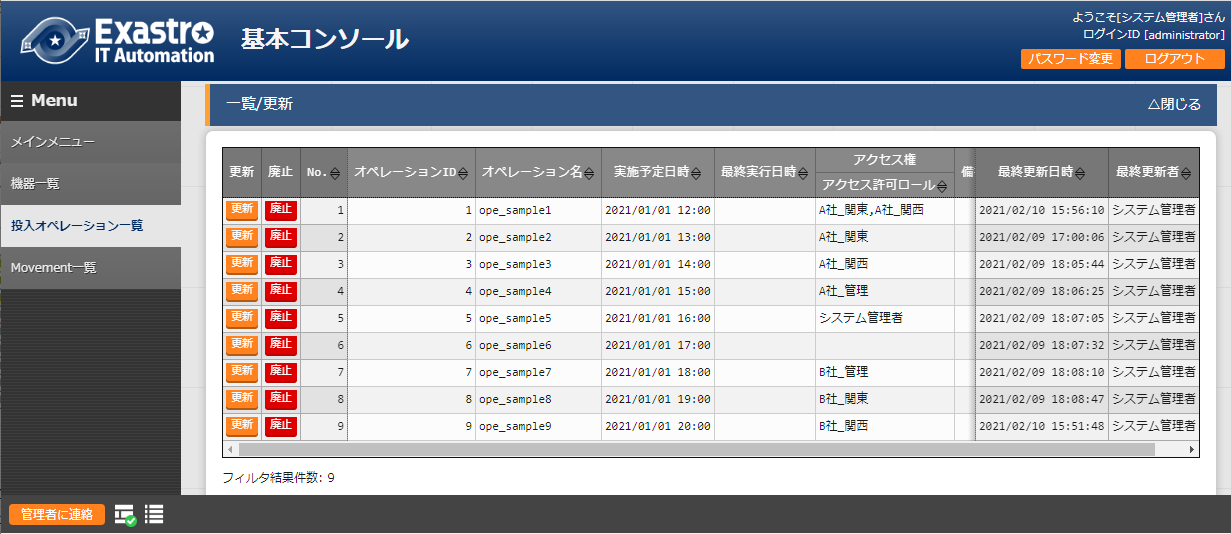 Exastro
IT Automation
基本コンソール
ようこそ[システム管理者]さん
ログインID [administrator]
パスワード変更 ログアウト
Menu
メインメニュー
機器一覧
投入オペレーション一覧
Movement一覧
一覧/更新 △閉じる
更新 廃止 No. オペレーションID オペレーション名 実施予定日時 最終実行日時 アクセス権 備 最終更新日時 最終更新者
アクセス許可ロール
更新 廃止 1 1 ope_sample1 2021/01/01 12:00 A社_関東,A社_関西 2021/02/10 15:56:10 システム管理者
更新 廃止 2 2 ope_sample2 2021/01/01 13:00 A社_関東 2021/02/09 17:00:06 システム管理者
更新 廃止 3 3 ope_sample3 2021/01/01 14:00 A社_関西 2021/02/09 18:05:44 システム管理者
更新 廃止 4 4 ope_sample4 2021/01/01 15:00 A社_管理 2021/02/09 18:06:25 システム管理者
更新 廃止 5 5 ope_sample5 2021/01/01 16:00 システム管理者 2021/02/09 18:07:05 システム管理者
更新 廃止 6 6 ope_sample6 2021/01/01 17:00 2021/02/09 18:07:32 システム管理者
更新 廃止 7 7 ope_sample7 2021/01/01 18:00 B社_管理 2021/02/09 18:08:10 システム管理者
更新 廃止 8 8 ope_sample8 2021/01/01 19:00 B社_関東 2021/02/09 18:08:47 システム管理者
更新 廃止 9 9 ope_sample9 2021/01/01 20:00 B社_関西 2021/02/10 15:51:48 システム管理者
フィルタ結果件数: 9
管理者に連絡